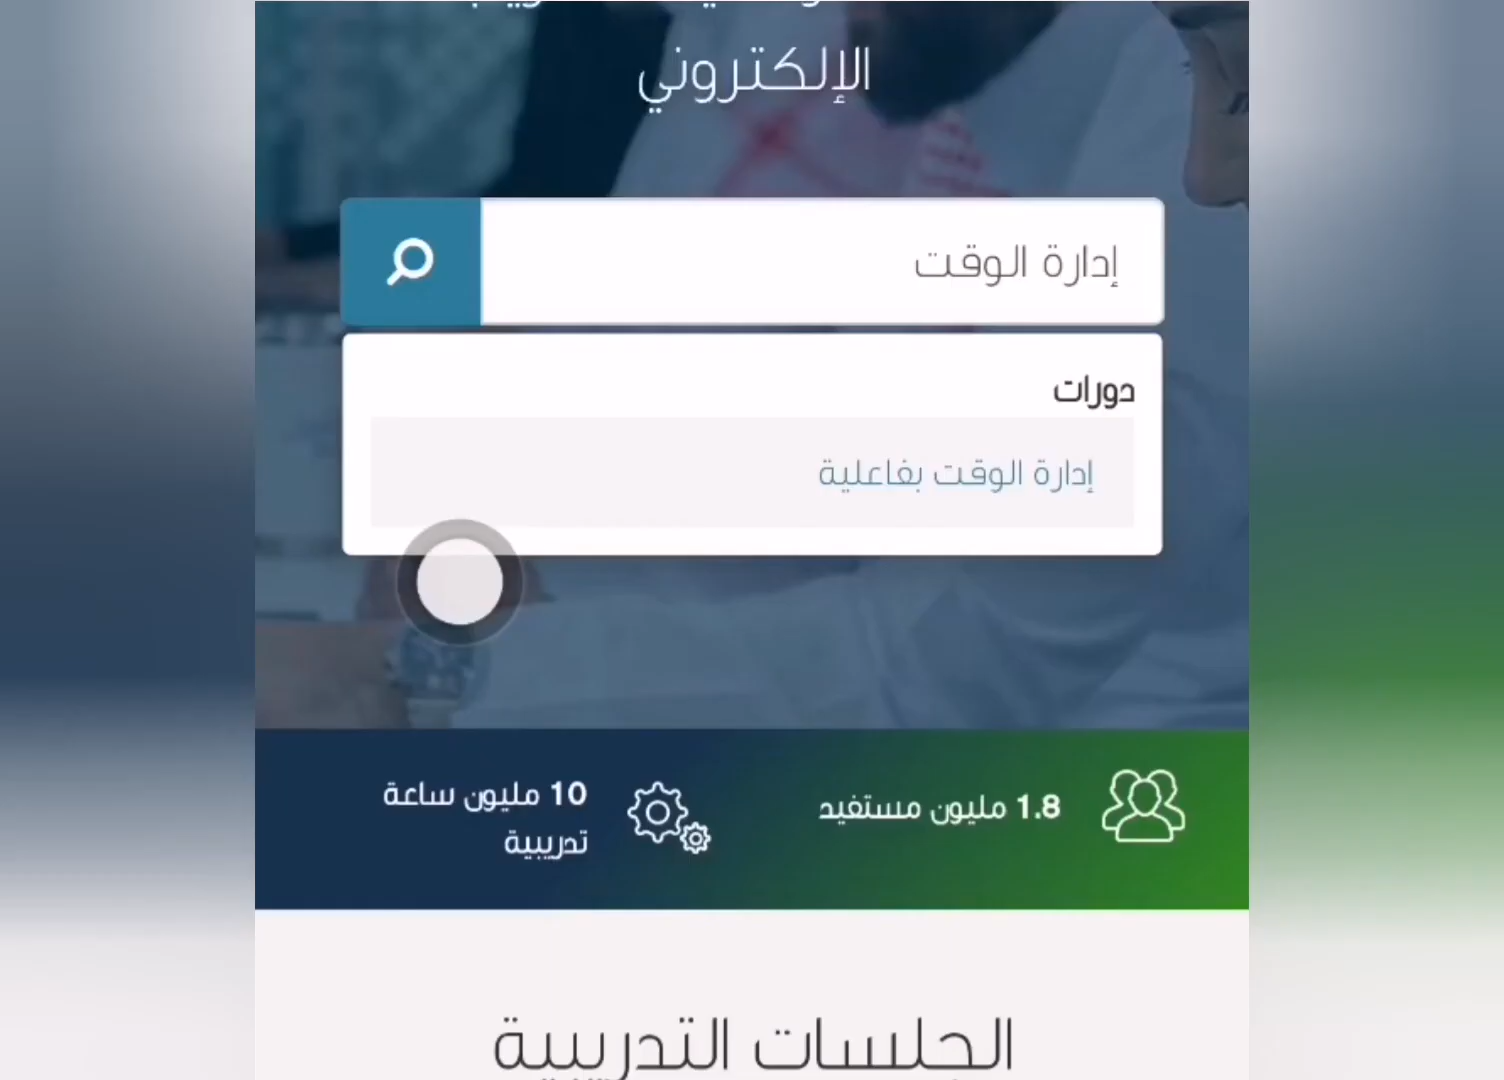 الإلكتروني
إدارة الوقت
دورات
إدارة الوقت بفاعلية
1.8 مليون مستفيد
10 مليون ساعة
تدريبية
الجلسات التدريبية